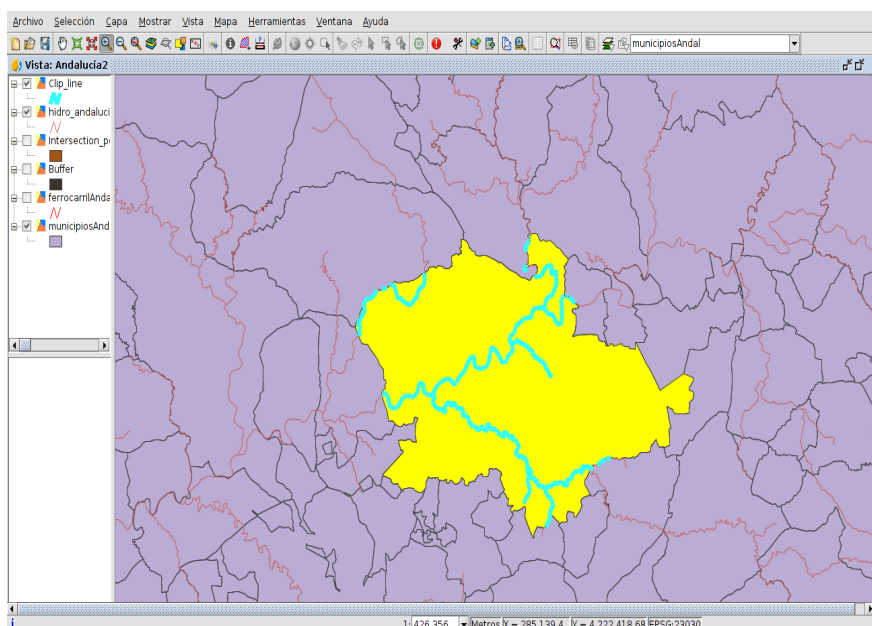 Archivo Selección Capa Mostrar Vista Mapa Herramientas Ventana Ayuda
municipiosAndal
Vista: Andalucía2
Clip_line
hidro_andaluci
Intersection_p
Buffer
ferrocarrilAnda
municipiosAnd
1: 426.356 Metros X = 285.139,4 Y = 4.222.418,68 EPSG:23030